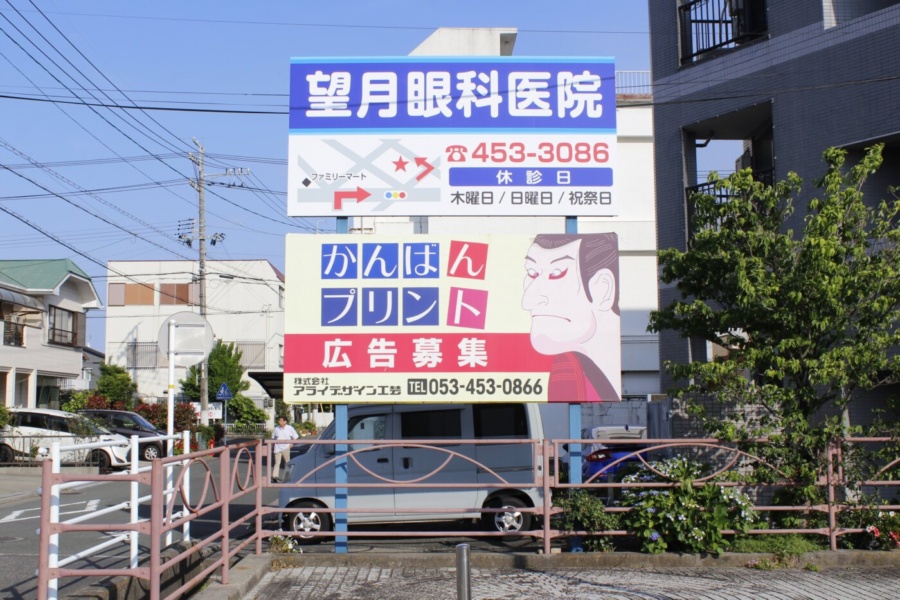 望月眼科医院
☎453-3086
休診日
ファミリーマート
木曜日/日曜日/祝祭日
かんばん
プリント
広告募集
株式会社
アライデザイン工芸
TEL053-453-0866